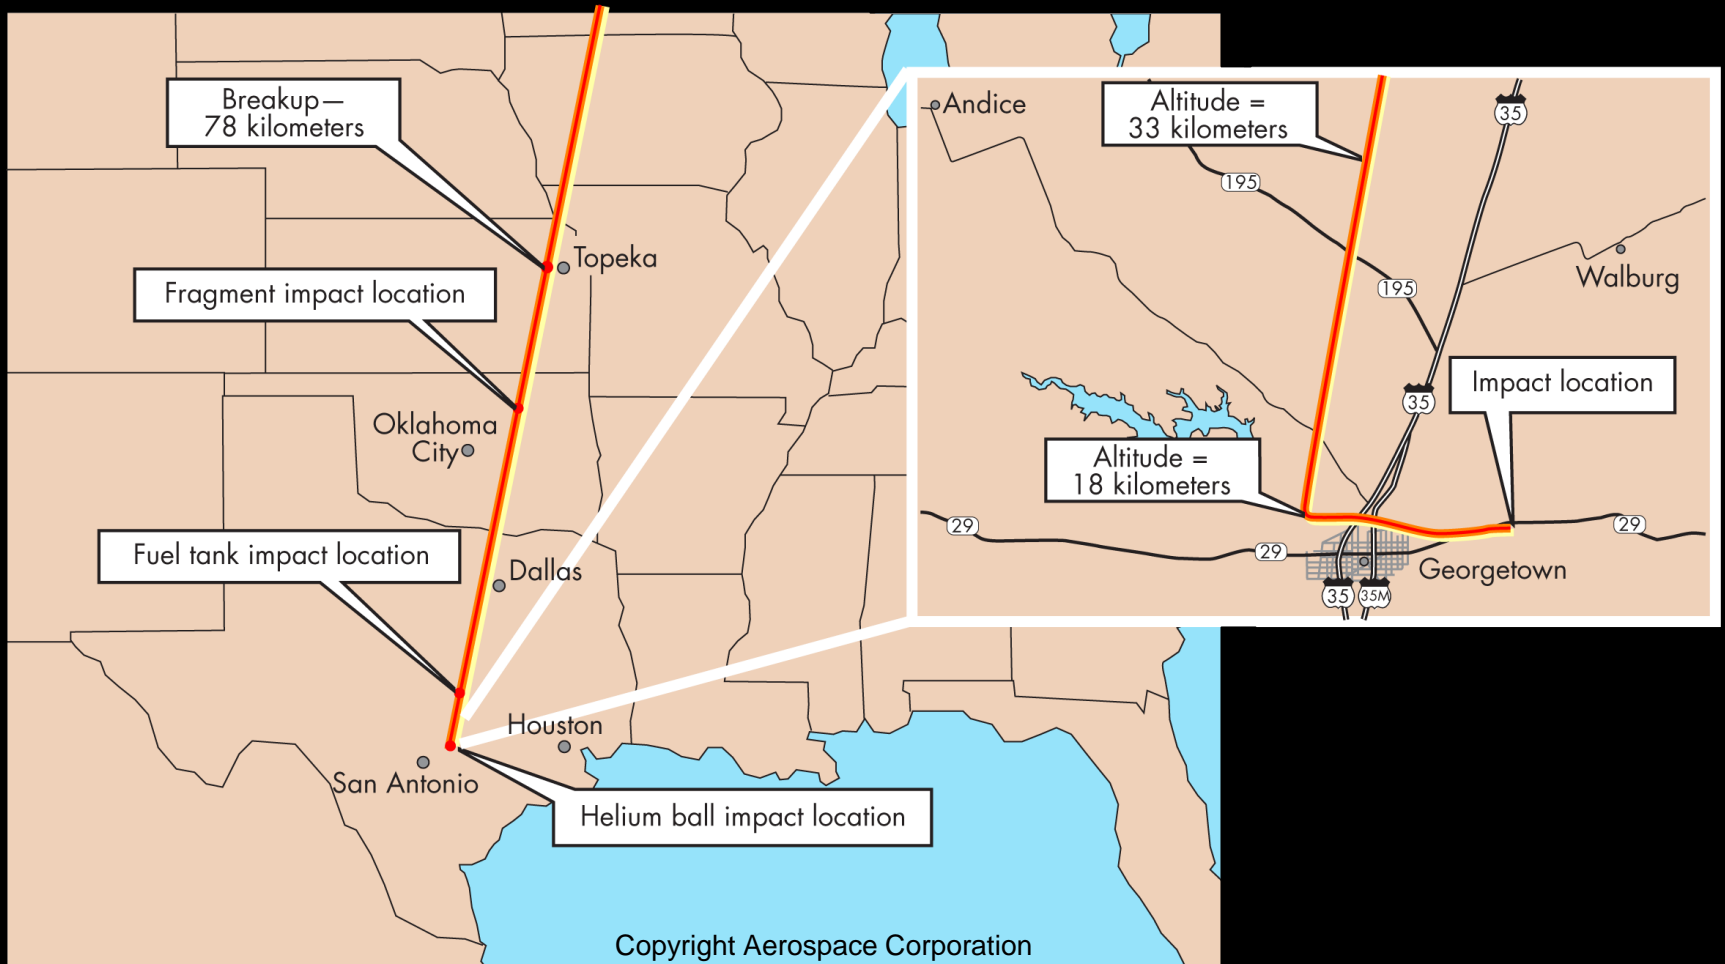 Breakup—
78 kilometers
Topeka
Fragment impact location
Oklahoma
City
Fuel tank impact location
Dallas
Houston
San Antonio
Helium ball impact location
Copyright Aerospace Corporation
Andice
Altitude =
33 kilometers
35
195
195
Walburg
35
Impact location
Altitude =
18 kilometers
29
29
29
Georgetown
35
35M